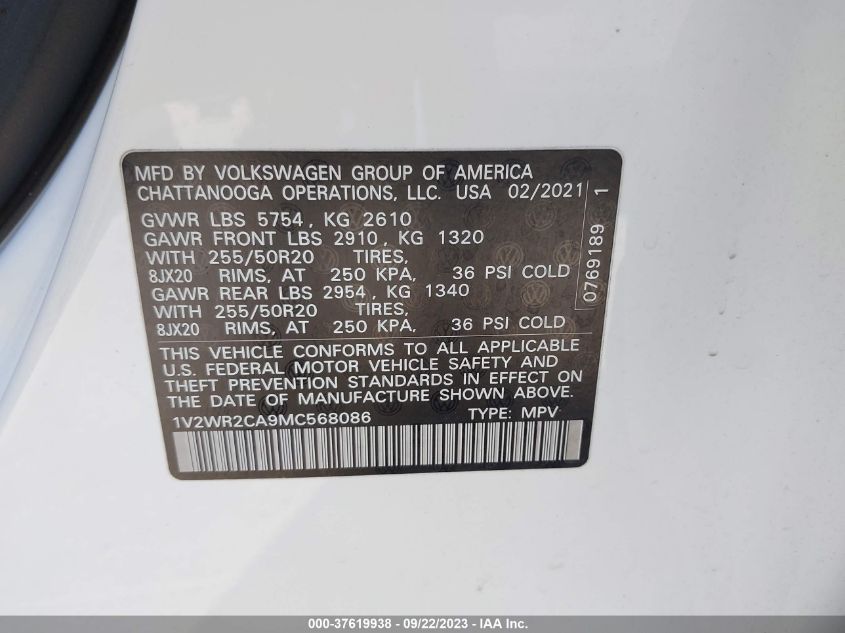 MFD BY VOLKSWAGEN GROUP OF AMERICA
CHATTANOOGA OPERATIONS, LLC. USA 02/2021
GVWR LBS 5754, KG 2610
GAWR FRONT LBS 2910, KG 1320
WITH 255/50R20 TIRES,
8JX20 RIMS, AT 250 KPA, 36 PSI COLD
GAWR REAR LBS 2954, KG 1340
WITH 255/50R20 TIRES,
8JX20 RIMS, AT 250 KPA, 36 PSI COLD
THIS VEHICLE CONFORMS TO ALL APPLICABLE
U.S. FEDERAL MOTOR VEHICLE SAFETY AND
THEFT PREVENTION STANDARDS IN EFFECT ON
THE DATE OF MANUFACTURE SHOWN ABOVE.
1V2WR2CA9MC568086 TYPE: MPV
0769189 1
000-37619938 - 09/22/2023 - IAA Inc.